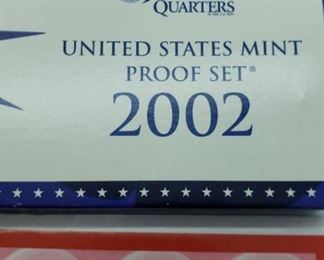 QUARTERS
UNITED STATES MINT
PROOF SET®
2002